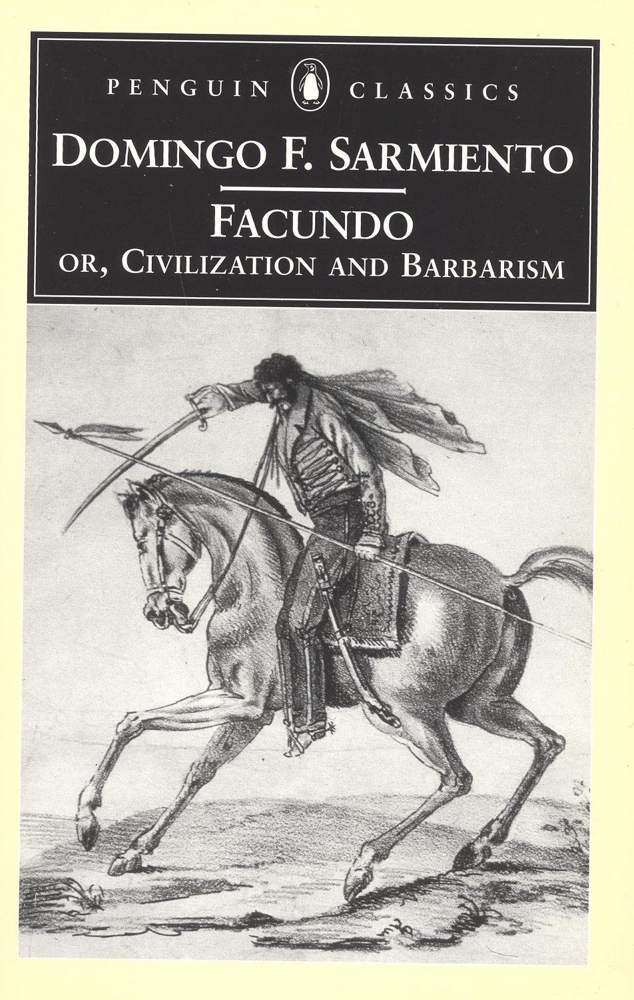 PENGUIN CLASSICS
DOMINGO F. SARMIENTO
FACUNDO
OR, CIVILIZATION AND BARBARISM